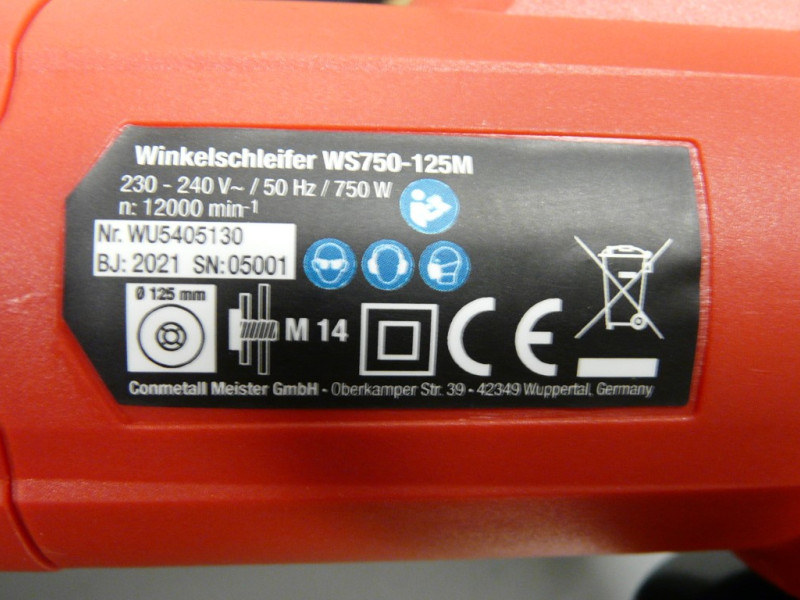 Winkelschleifer WS750-125M
230 - 240 V~ / 50 Hz / 750 W
n: 12000 min-1
Nr. WU5405130
BJ: 2021 SN: 05001
Ø 125 mm
M 14
CE
Conmetall Meister GmbH - Oberkamper Str. 39 - 42349 Wuppertal, Germany